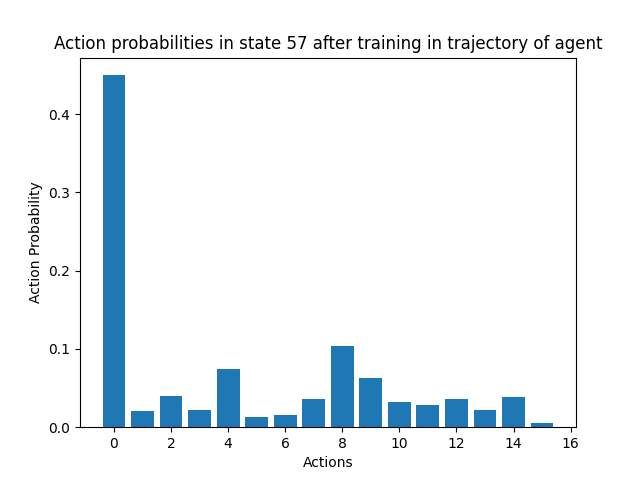 Action probabilities in state 57 after training in trajectory of agent
Action Probability
0.4
0.3
0.2
0.1
0.0
0 2 4 6 8 10 12 14 16
Actions